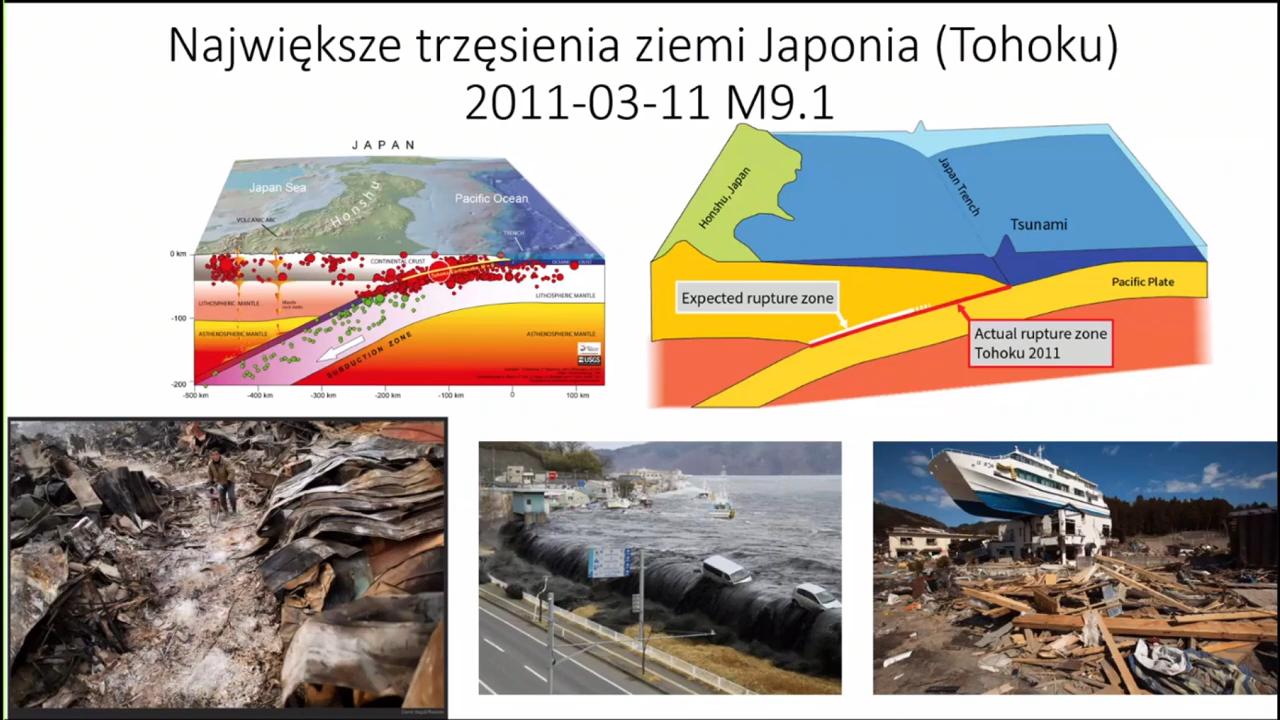 Największe trzęsienia ziemi Japonia (Tohoku)
2011-03-11 M9.1
JAPAN
Japan Sea
Honshu
Pacific Ocean
VOLCANIC ARC
TRENCH
0 km
CONTINENTAL CRUST
OCEANIC CRUST
LITHOSPHERIC MANTLE
LITHOSPHERIC MANTLE
-100
ASTHENOSPHERIC MANTLE
ASTHENOSPHERIC MANTLE
SUBDUCTION ZONE
USGS
-200
-500 km
-400 km
-300 km
-200 km
-100 km
0
100 km
Honshu, Japan
Japan Trench
Tsunami
Pacific Plate
Expected rupture zone
Actual rupture zone
Tohoku 2011